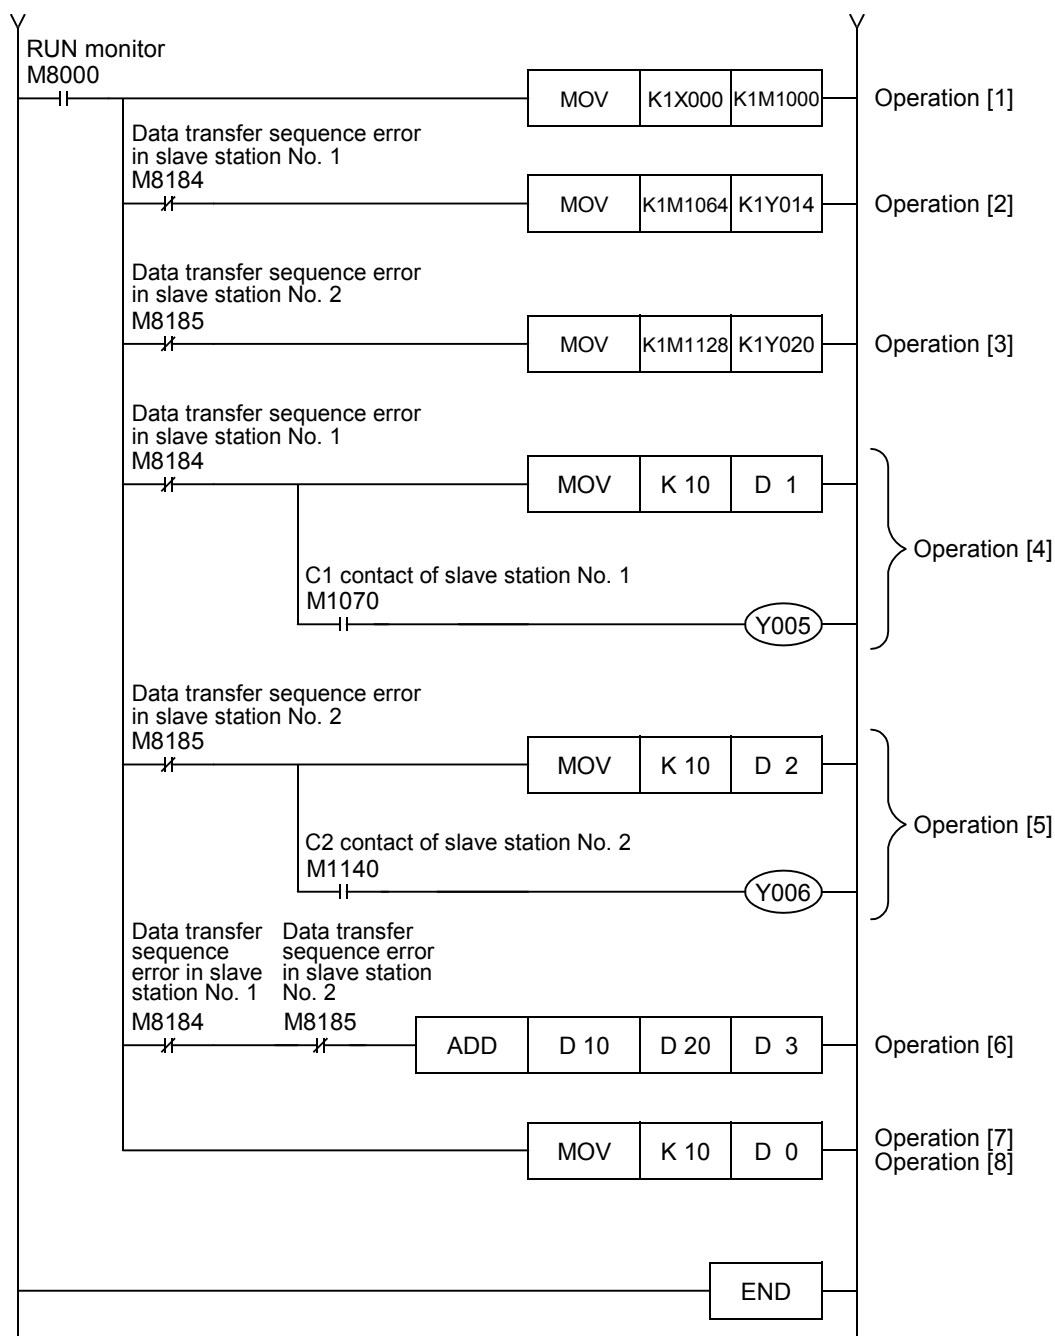 RUN monitor
M8000
MOV K1X000 K1M1000
Operation [1]
Data transfer sequence error
in slave station No. 1
M8184
MOV K1M1064 K1Y014
Operation [2]
Data transfer sequence error
in slave station No. 2
M8185
MOV K1M1128 K1Y020
Operation [3]
Data transfer sequence error
in slave station No. 1
M8184
MOV K 10 D 1
Operation [4]
C1 contact of slave station No. 1
M1070
Y005
Data transfer sequence error
in slave station No. 2
M8185
MOV K 10 D 2
Operation [5]
C2 contact of slave station No. 2
M1140
Y006
Data transfer
sequence
error in slave
station No. 1
M8184
Data transfer
sequence error
in slave station
No. 2
M8185
ADD D 10 D 20 D 3
Operation [6]
MOV K 10 D 0
Operation [7]
Operation [8]
END